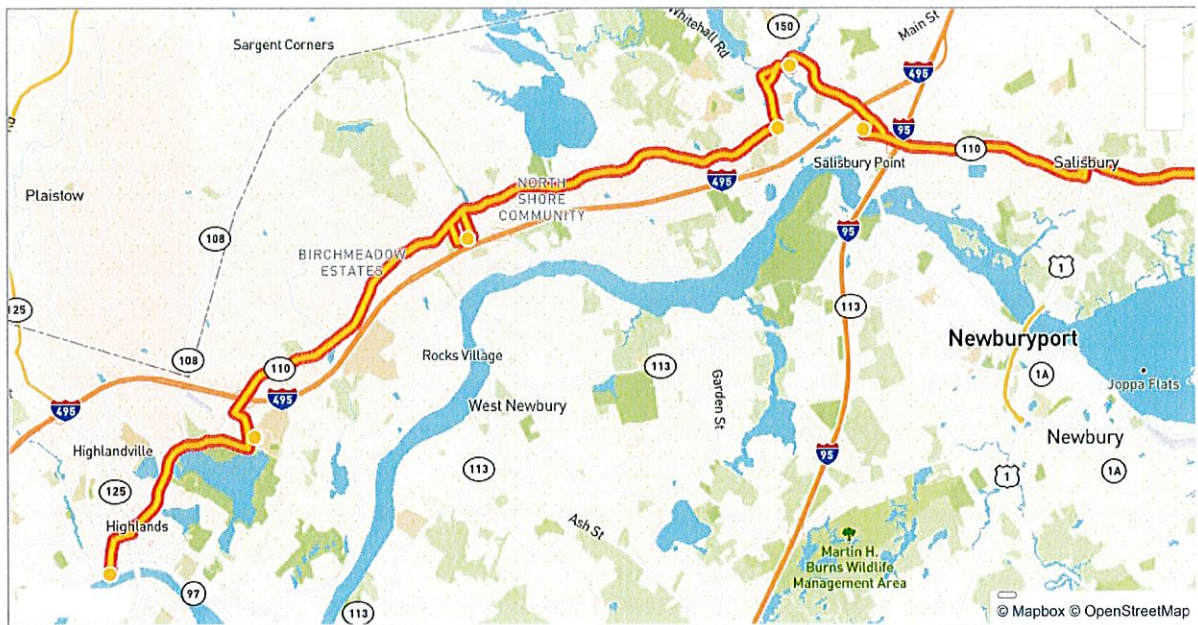 Whitehall Rd
150
Main St
Sargent Corners
495
95
110
Salisbury
Salisbury Point
495
NORTH
SHORE
COMMUNITY
Plaistow
108
BIRCHMEADOW
ESTATES
95
1
113
125
Newburyport
108
110
Rocks Village
113
1A
Joppa Flats
495
495
West Newbury
Garden St
Newbury
Highlandville
95
113
1
1A
125
Highlands
Ash St
Martin H.
Burns Wildlife
Management Area
97
113
© Mapbox © OpenStreetMap